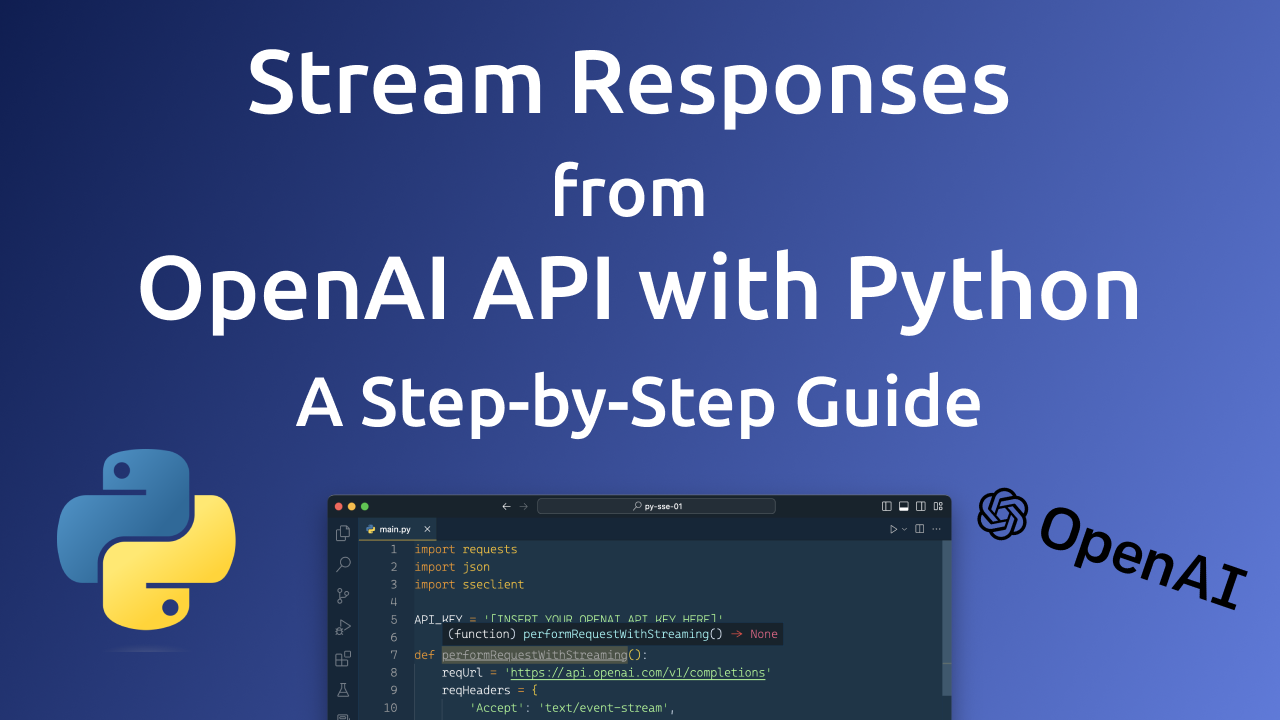 Stream Responses
from
OpenAI API with Python
A Step-by-Step Guide
OpenAI
py-sse-01
main.py
1 import requests
2 import json
3 import sseclient
4
5 API_KEY = '[INSERT YOUR OPENAI API KEY HERE]'
6 (function) performRequestWithStreaming() → None
7 def performRequestWithStreaming():
8 reqUrl = 'https://api.openai.com/v1/completions'
9 reqHeaders = {
10 'Accept': 'text/event-stream',